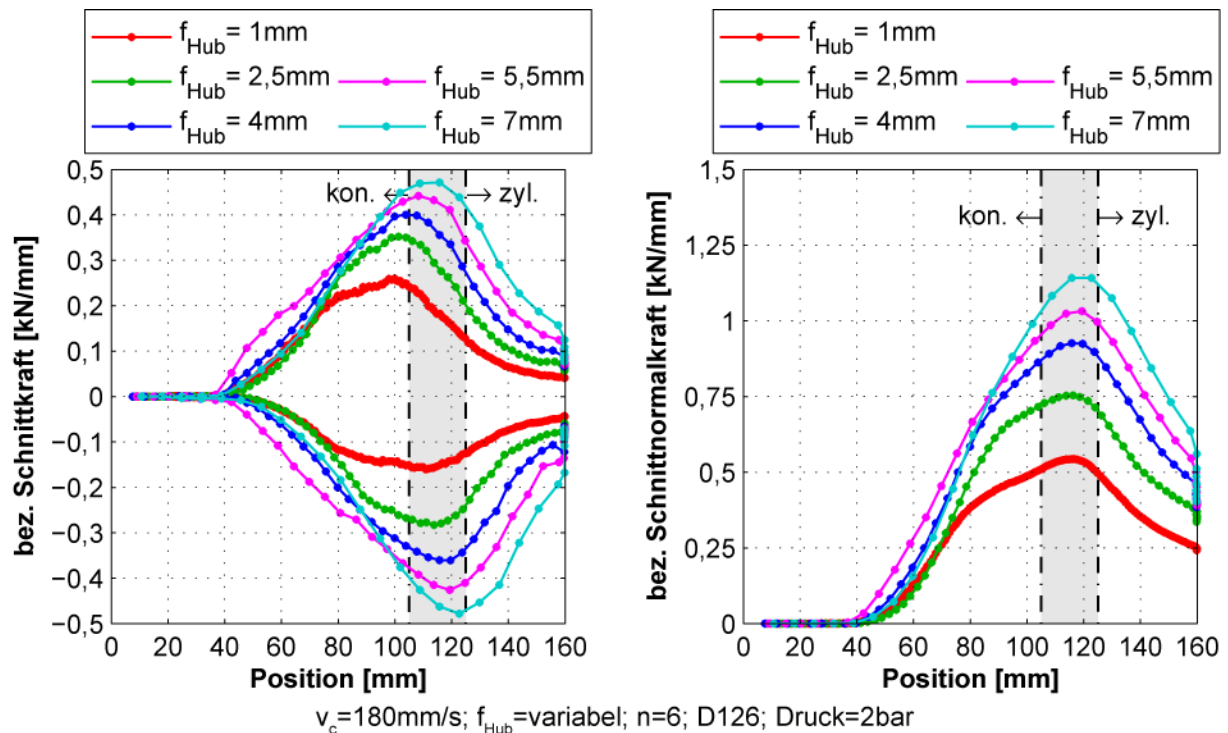 f_Hub= 1mm
f_Hub= 2,5mm f_Hub= 5,5mm
f_Hub= 4mm f_Hub= 7mm
bez. Schnittkraft [kN/mm]
0,5
0,4
0,3
0,2
0,1
0
−0,1
−0,2
−0,3
−0,4
−0,5
kon. zyl.
0 20 40 60 80 100 120 140 160
Position [mm]
f_Hub= 1mm
f_Hub= 2,5mm f_Hub= 5,5mm
f_Hub= 4mm f_Hub= 7mm
bez. Schnittnormalkraft [kN/mm]
1,5
1,25
1
0,75
0,5
0,25
0
kon. zyl.
0 20 40 60 80 100 120 140 160
Position [mm]
v_c=180mm/s; f_Hub=variabel; n=6; D126; Druck=2bar